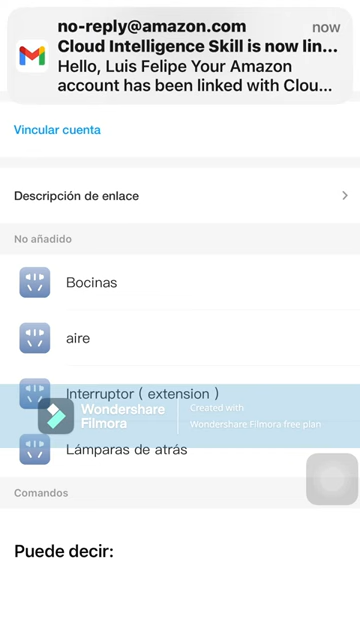 no-reply@amazon.com now
Cloud Intelligence Skill is now lin...
Hello, Luis Felipe Your Amazon
account has been linked with Clou...
Vincular cuenta
Descripción de enlace
No añadido
Bocinas
aire
Interruptor ( extension )
Wondershare
Filmora
Created with
Wondershare Filmora free plan
Lámparas de atrás
Comandos
Puede decir: